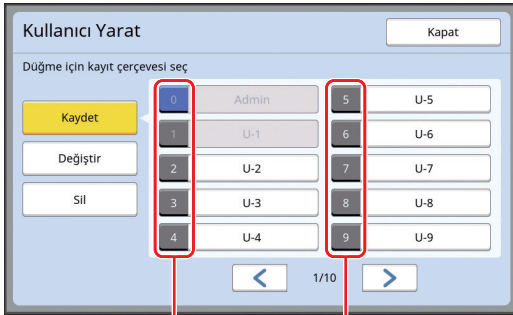 Kullanıcı Yarat
Kapat
Düğme için kayıt çerçevesi seç
Kaydet
Değiştir
Sil
0 Admin
1 U-1
2 U-2
3 U-3
4 U-4
5 U-5
6 U-6
7 U-7
8 U-8
9 U-9
< 1/10 >